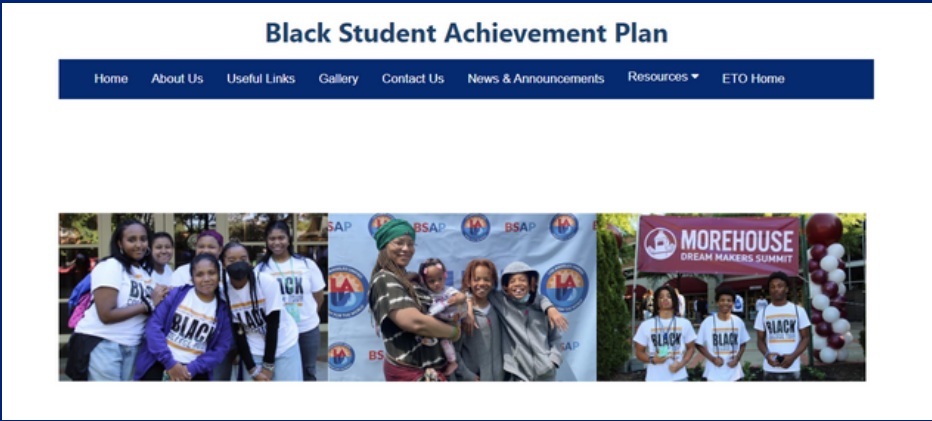 Black Student Achievement Plan
Home About Us Useful Links Gallery Contact Us News & Announcements Resources ETO Home
BSAP
BSAP
MOREHOUSE
DREAM MAKERS SUMMIT
BLACK
BLACK
BLACK
BLACK
BLACK